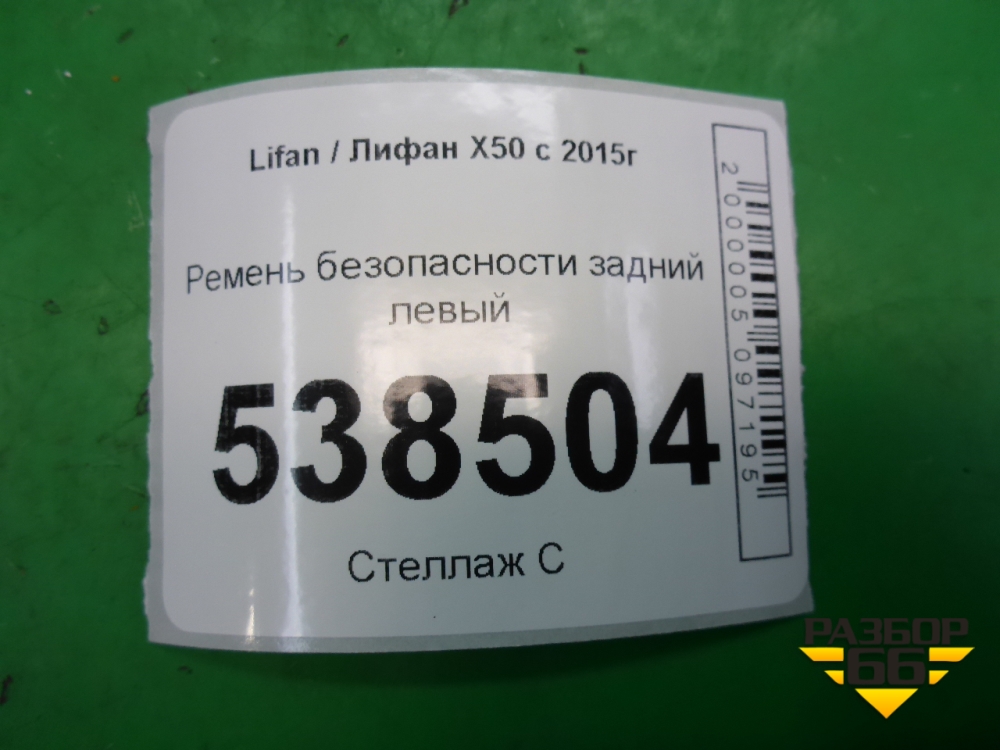 Lifan / Лифан X50 с 2015г
Ремень безопасности задний
левый
538504
Стеллаж С
2000005097195
РАЗБОР
66